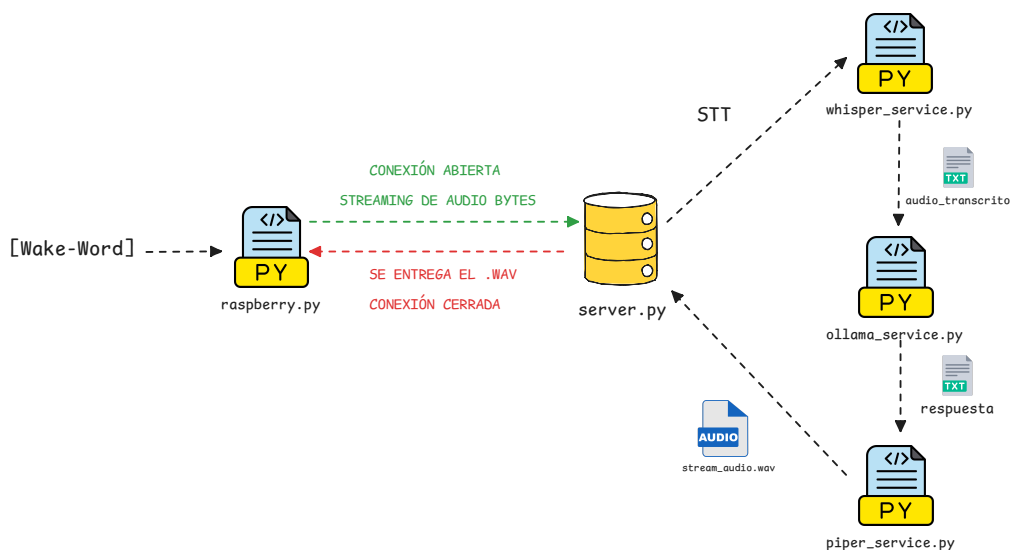 </>
PY
whisper_service.py
STT
TXT
audio_transcrito
CONEXIÓN ABIERTA
STREAMING DE AUDIO BYTES
[Wake-Word]
</>
PY
raspberry.py
SE ENTREGA EL .WAV
CONEXIÓN CERRADA
server.py
</>
PY
ollama_service.py
TXT
respuesta
AUDIO
stream_audio.wav
</>
PY
piper_service.py